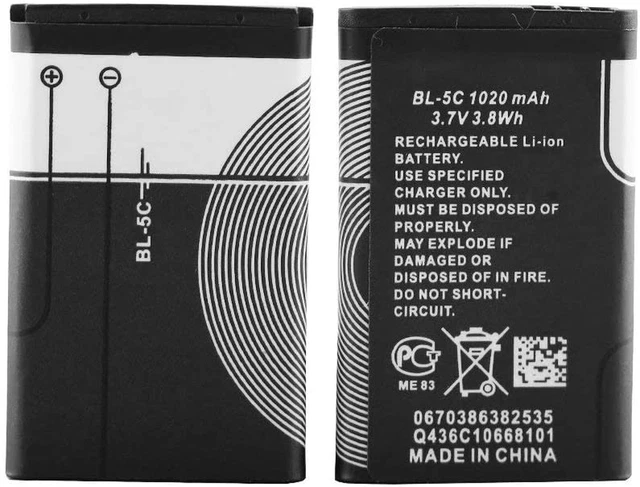 BL-5C
BL-5C 1020 mAh
3.7V 3.8Wh
RECHARGEABLE Li-ion
BATTERY.
USE SPECIFIED
CHARGER ONLY.
MUST BE DISPOSED OF
PROPERLY.
MAY EXPLODE IF
DAMAGED OR
DISPOSED OF IN FIRE.
DO NOT SHORT-
CIRCUIT.
ME 83
0670386382535
Q436C10668101
MADE IN CHINA